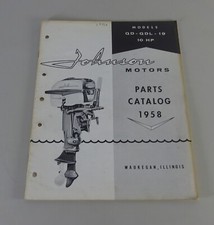 MODELS
QD-QDL-19
10 HP
Johnson
MOTORS
PARTS
CATALOG
1958
WAUKEGAN, ILLINOIS